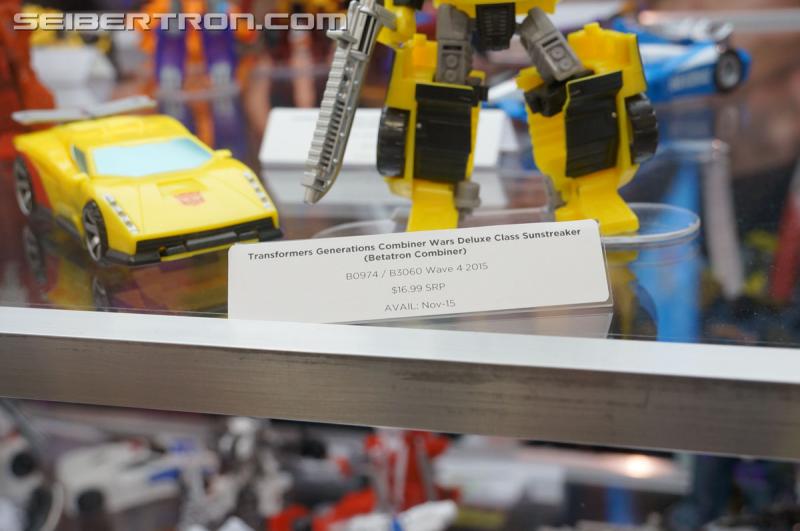 SEIBERTRON.COM
Transformers Generations Combiner Wars Deluxe Class Sunstreaker
(Betatron Combiner)
B0974 / B3060 Wave 4 2015
$16.99 SRP
AVAIL: Nov-15